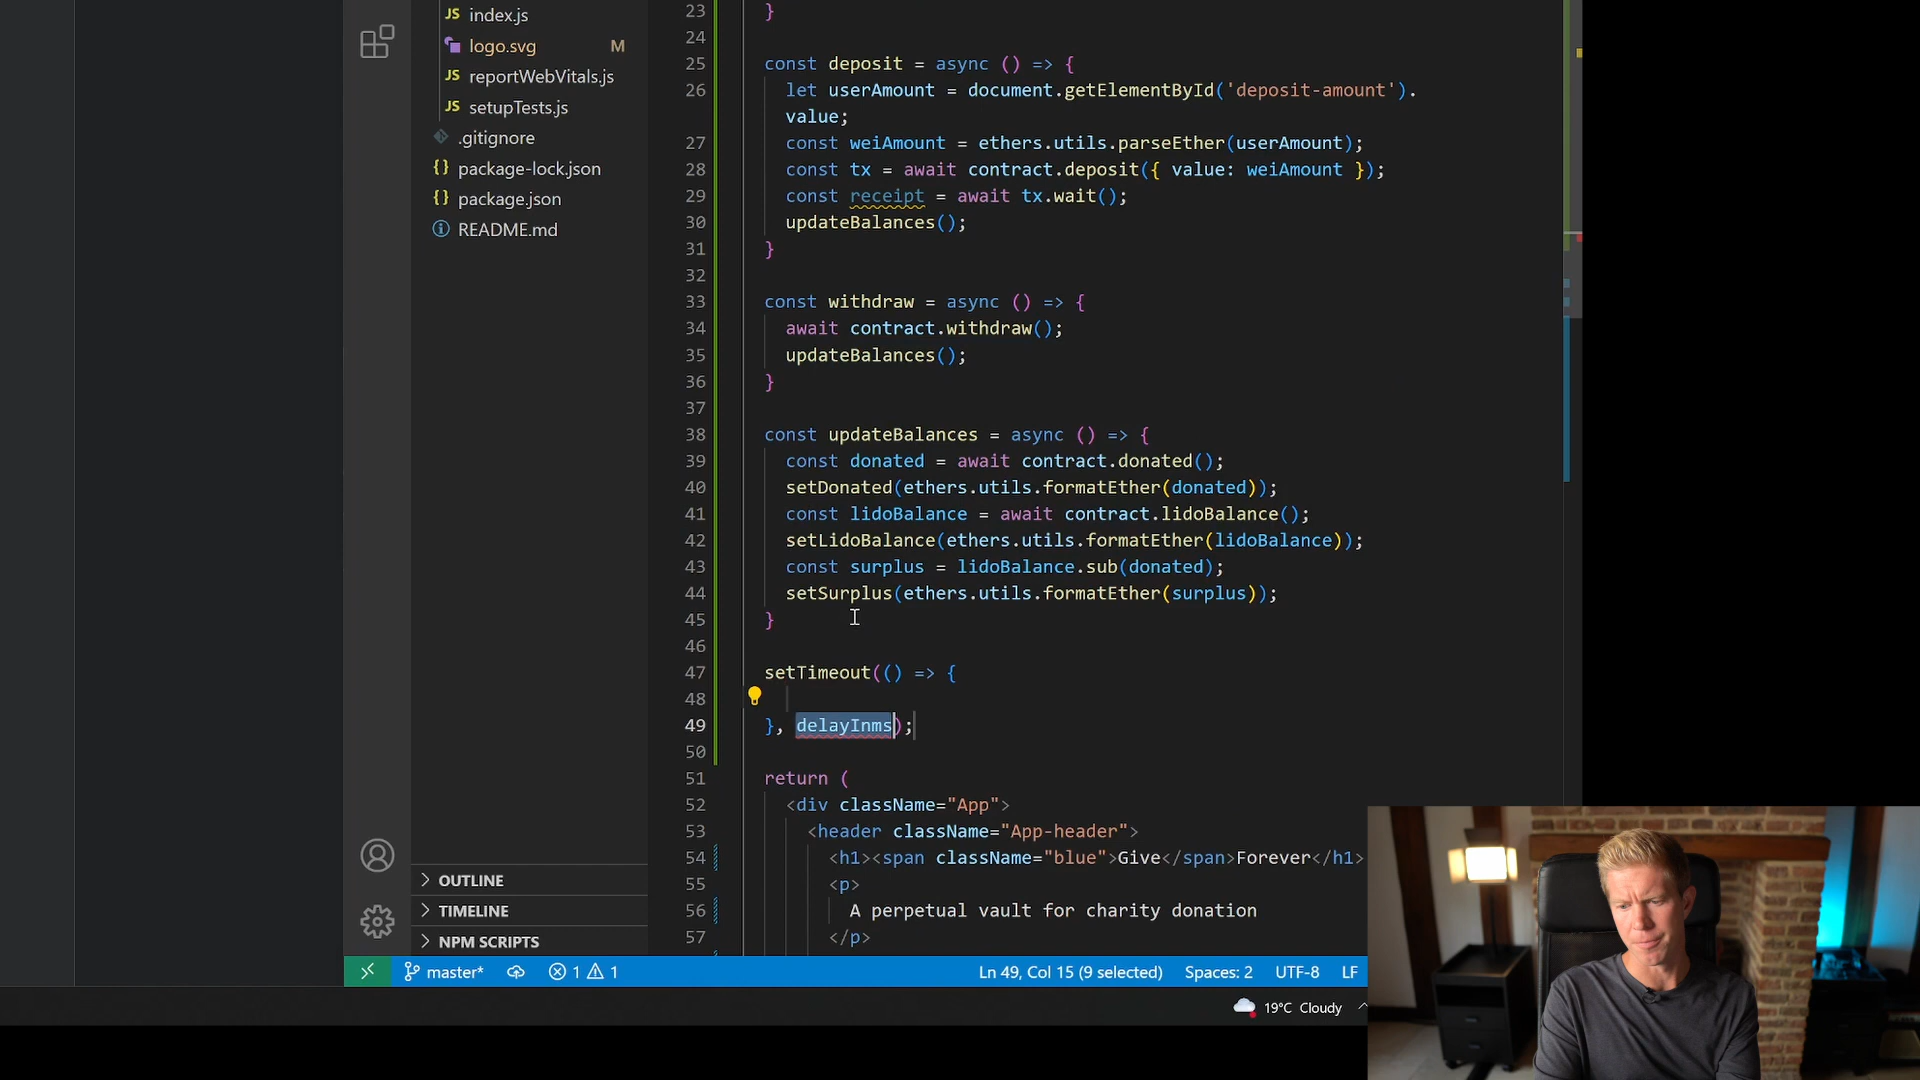 index.js
logo.svg M
reportWebVitals.js
setupTests.js
.gitignore
package-lock.json
package.json
README.md
OUTLINE
TIMELINE
NPM SCRIPTS
23 }
24
25 const deposit = async () => {
26 let userAmount = document.getElementById('deposit-amount').
value;
27 const weiAmount = ethers.utils.parseEther(userAmount);
28 const tx = await contract.deposit({ value: weiAmount });
29 const receipt = await tx.wait();
30 updateBalances();
31 }
32
33 const withdraw = async () => {
34 await contract.withdraw();
35 updateBalances();
36 }
37
38 const updateBalances = async () => {
39 const donated = await contract.donated();
40 setDonated(ethers.utils.formatEther(donated));
41 const lidoBalance = await contract.lidoBalance();
42 setLidoBalance(ethers.utils.formatEther(lidoBalance));
43 const surplus = lidoBalance.sub(donated);
44 setSurplus(ethers.utils.formatEther(surplus));
45 }
46
47 setTimeout(() => {
48
49 }, delayInms);
50
51 return (
52 <div className="App">
53 <header className="App-header">
54 <h1><span className="blue">Give</span>Forever</h1>
55 <p>
56 A perpetual vault for charity donation
57 </p>
master* 1 1 Ln 49, Col 15 (9 selected) Spaces: 2 UTF-8 LF
19°C Cloudy